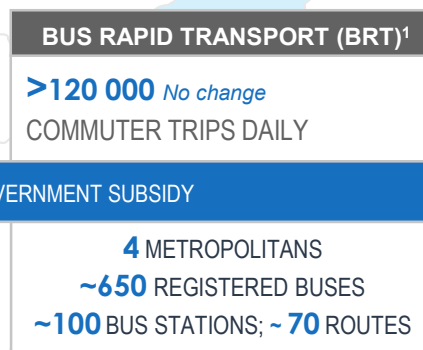 BUS RAPID TRANSPORT (BRT)¹
>120 000 No change
COMMUTER TRIPS DAILY
SUBSIDY
4 METROPOLITANS
~650 REGISTERED BUSES
~100 BUS STATIONS; ~ 70 ROUTES